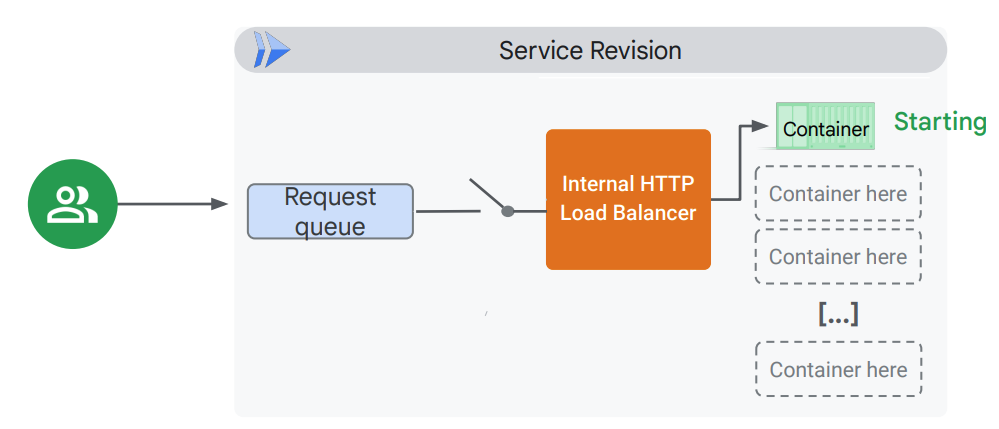 Service Revision
Container
Starting
Request
queue
Internal HTTP
Load Balancer
Container here
Container here
[...]
Container here